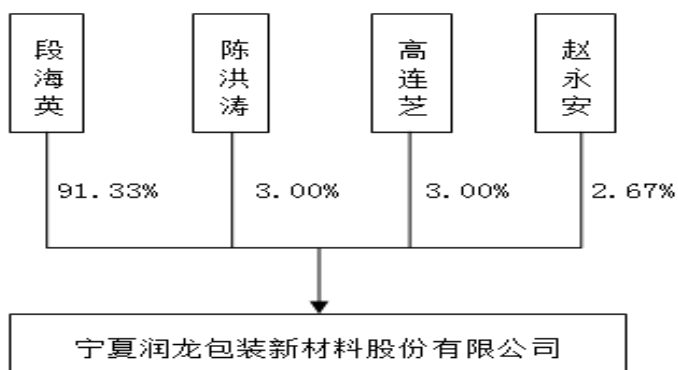 段海英
陈洪涛
高连芝
赵永安
91.33%
3.00%
3.00%
2.67%
宁夏润龙包装新材料股份有限公司